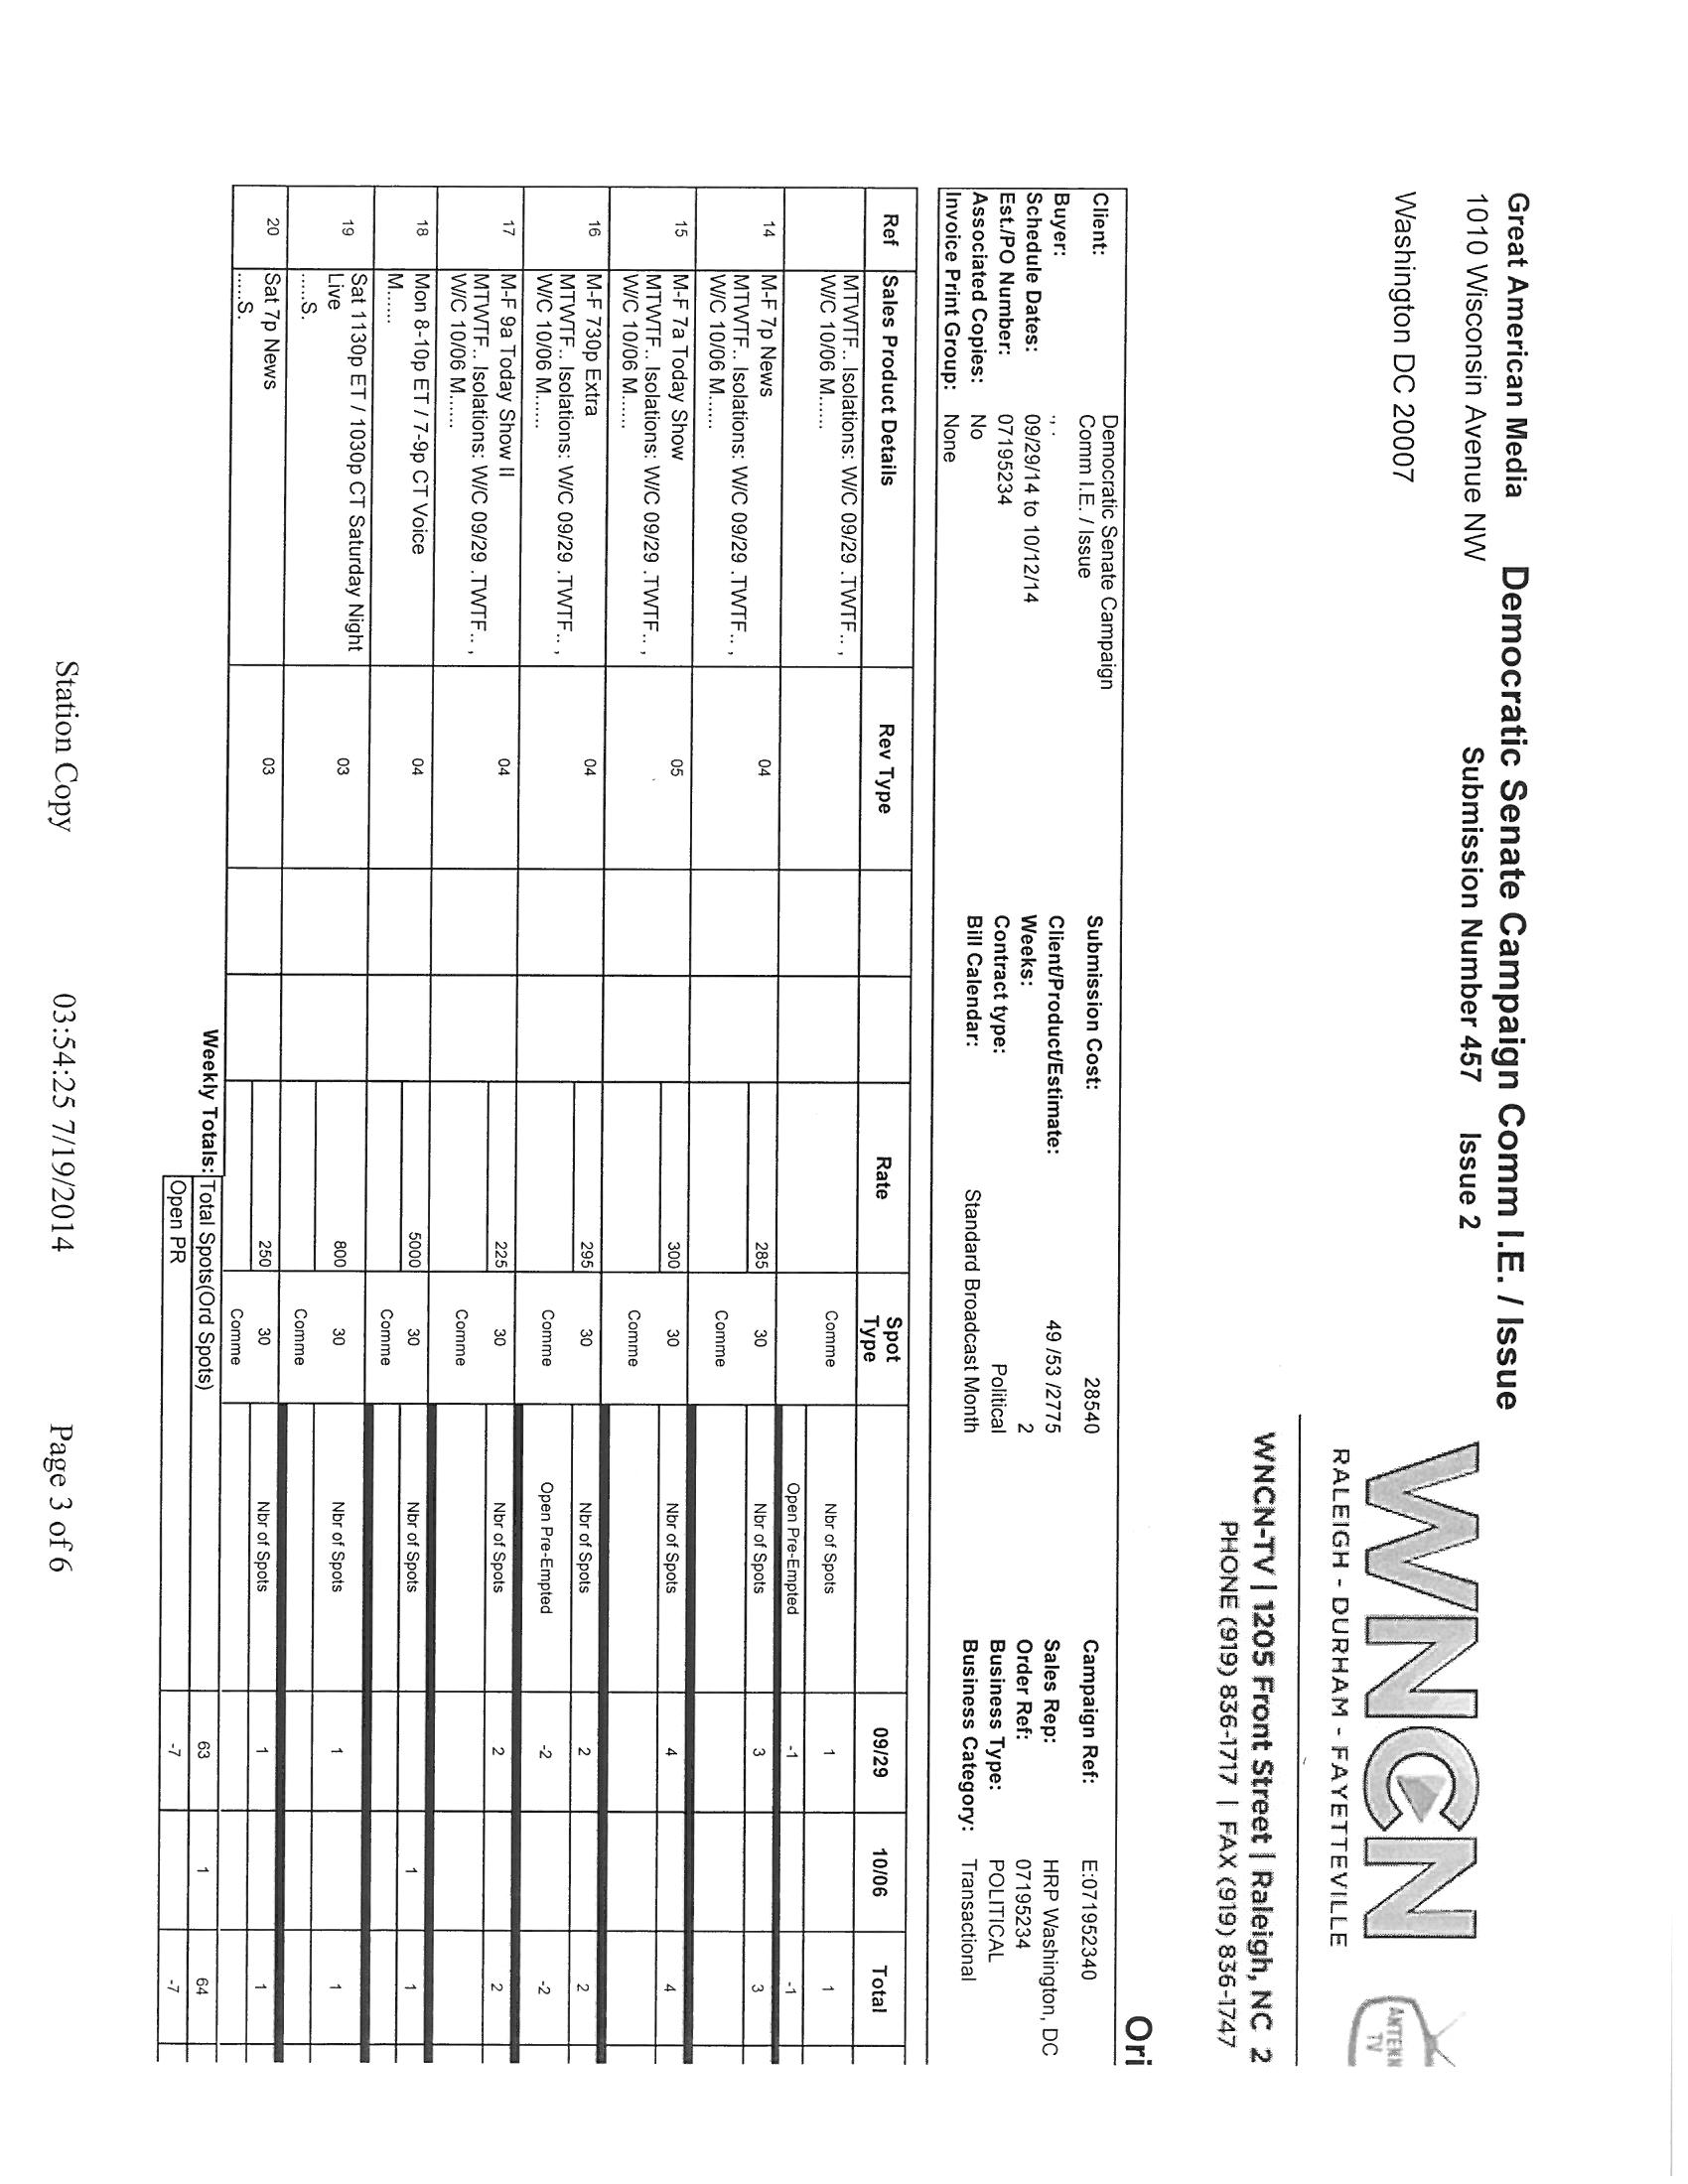 Great American Media Democratic Senate Campaign Comm I.E. / Issue
1010 Wisconsin Avenue NW Submission Number 457 Issue 2
Washington DC 20007
WNCN
RALEIGH - DURHAM - FAYETTEVILLE
ANTENN
TV
WNCN-TV | 1205 Front Street | Raleigh, NC 2
PHONE (919) 836-1717 | FAX (919) 836-1747
Ori
Client: Democratic Senate Campaign
Comm I.E. / Issue
Submission Cost: 28540
Campaign Ref: E:071952340
Buyer: , .
Client/Product/Estimate: 49 /53 /2775
Sales Rep: HRP Washington, DC
Schedule Dates: 09/29/14 to 10/12/14
Weeks: 2
Order Ref: 07195234
Est./PO Number: 07195234
Contract type: Political
Business Type: POLITICAL
Associated Copies: No
Bill Calendar: Standard Broadcast Month
Business Category: Transactional
Invoice Print Group: None
Ref Sales Product Details Rev Type Rate Spot Type 09/29 10/06 Total
MTWTF.. Isolations: W/C 09/29 .TWTF.. , Comme Nbr of Spots 1 1
W/C 10/06 M...... Open Pre-Empted -1 -1
14 M-F 7p News 04 285 30 Nbr of Spots 3 3
MTWTF.. Isolations: W/C 09/29 .TWTF.. ,
W/C 10/06 M...... Comme
15 M-F 7a Today Show 05 300 30 Nbr of Spots 4 4
MTWTF.. Isolations: W/C 09/29 .TWTF.. ,
W/C 10/06 M...... Comme
16 M-F 730p Extra 04 295 30 Nbr of Spots 2 2
MTWTF.. Isolations: W/C 09/29 .TWTF.. ,
W/C 10/06 M...... Comme Open Pre-Empted -2 -2
17 M-F 9a Today Show II 04 225 30 Nbr of Spots 2 2
MTWTF.. Isolations: W/C 09/29 .TWTF.. ,
W/C 10/06 M...... Comme
18 Mon 8-10p ET / 7-9p CT Voice 04 5000 30 Nbr of Spots 1 1
M...... Comme
19 Sat 1130p ET / 1030p CT Saturday Night 03 800 30 Nbr of Spots 1 1
Live
.....S. Comme
20 Sat 7p News 03 250 30 Nbr of Spots 1 1
.....S. Comme
Weekly Totals: Total Spots(Ord Spots) 63 1 64
Open PR -7 -7
Station Copy 03:54:25 7/19/2014 Page 3 of 6